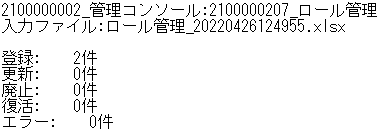 2100000002_管理コンソール:2100000207_ロール管理
入力ファイル:ロール管理_20220426124955.xlsx
登録:    2件
更新:    0件
廃止:    0件
復活:    0件
エラー:    0件